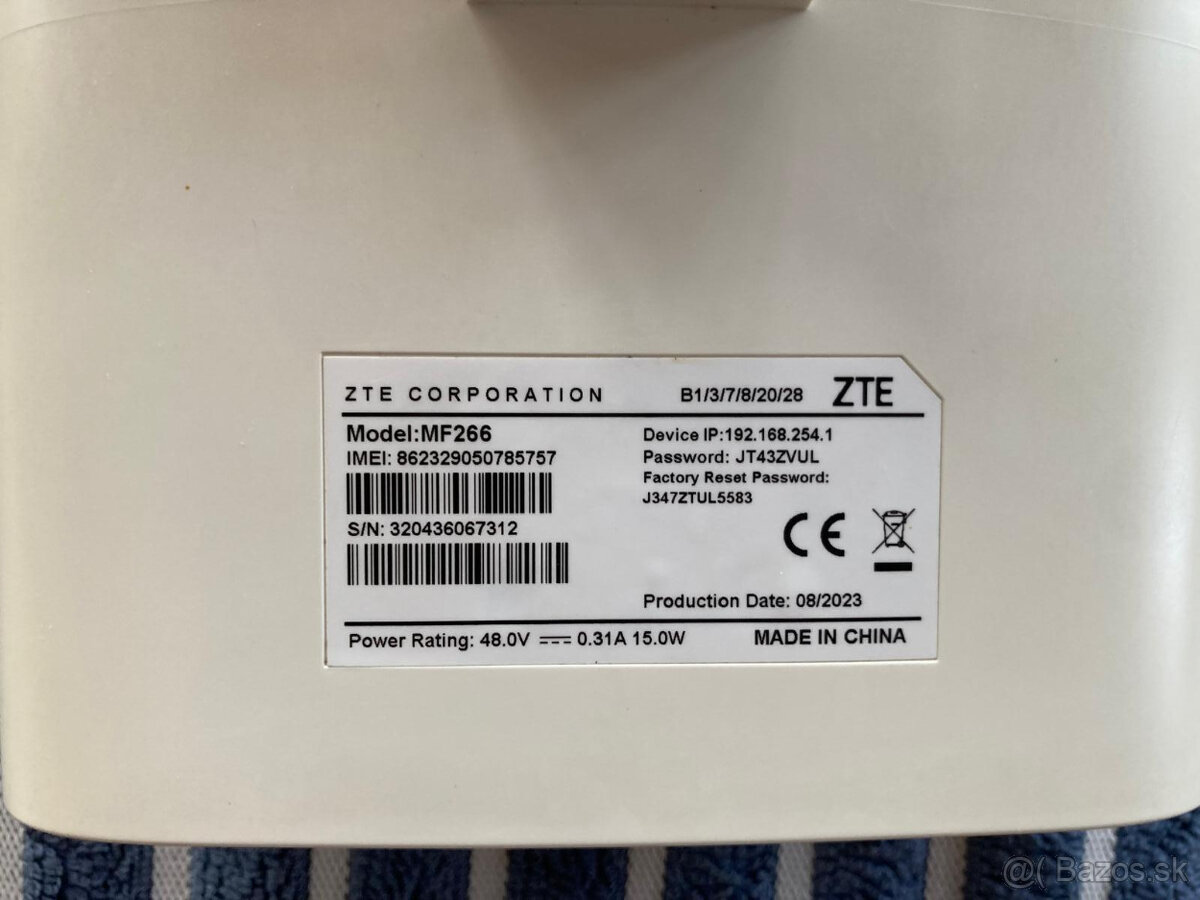 ZTE CORPORATION B1/3/7/8/20/28 ZTE
Model:MF266
IMEI: 862329050785757
S/N: 320436067312
Device IP:192.168.254.1
Password: JT43ZVUL
Factory Reset Password:
J347ZTUL5583
CE
Production Date: 08/2023
Power Rating: 48.0V 0.31A 15.0W MADE IN CHINA
@( Bazos.sk